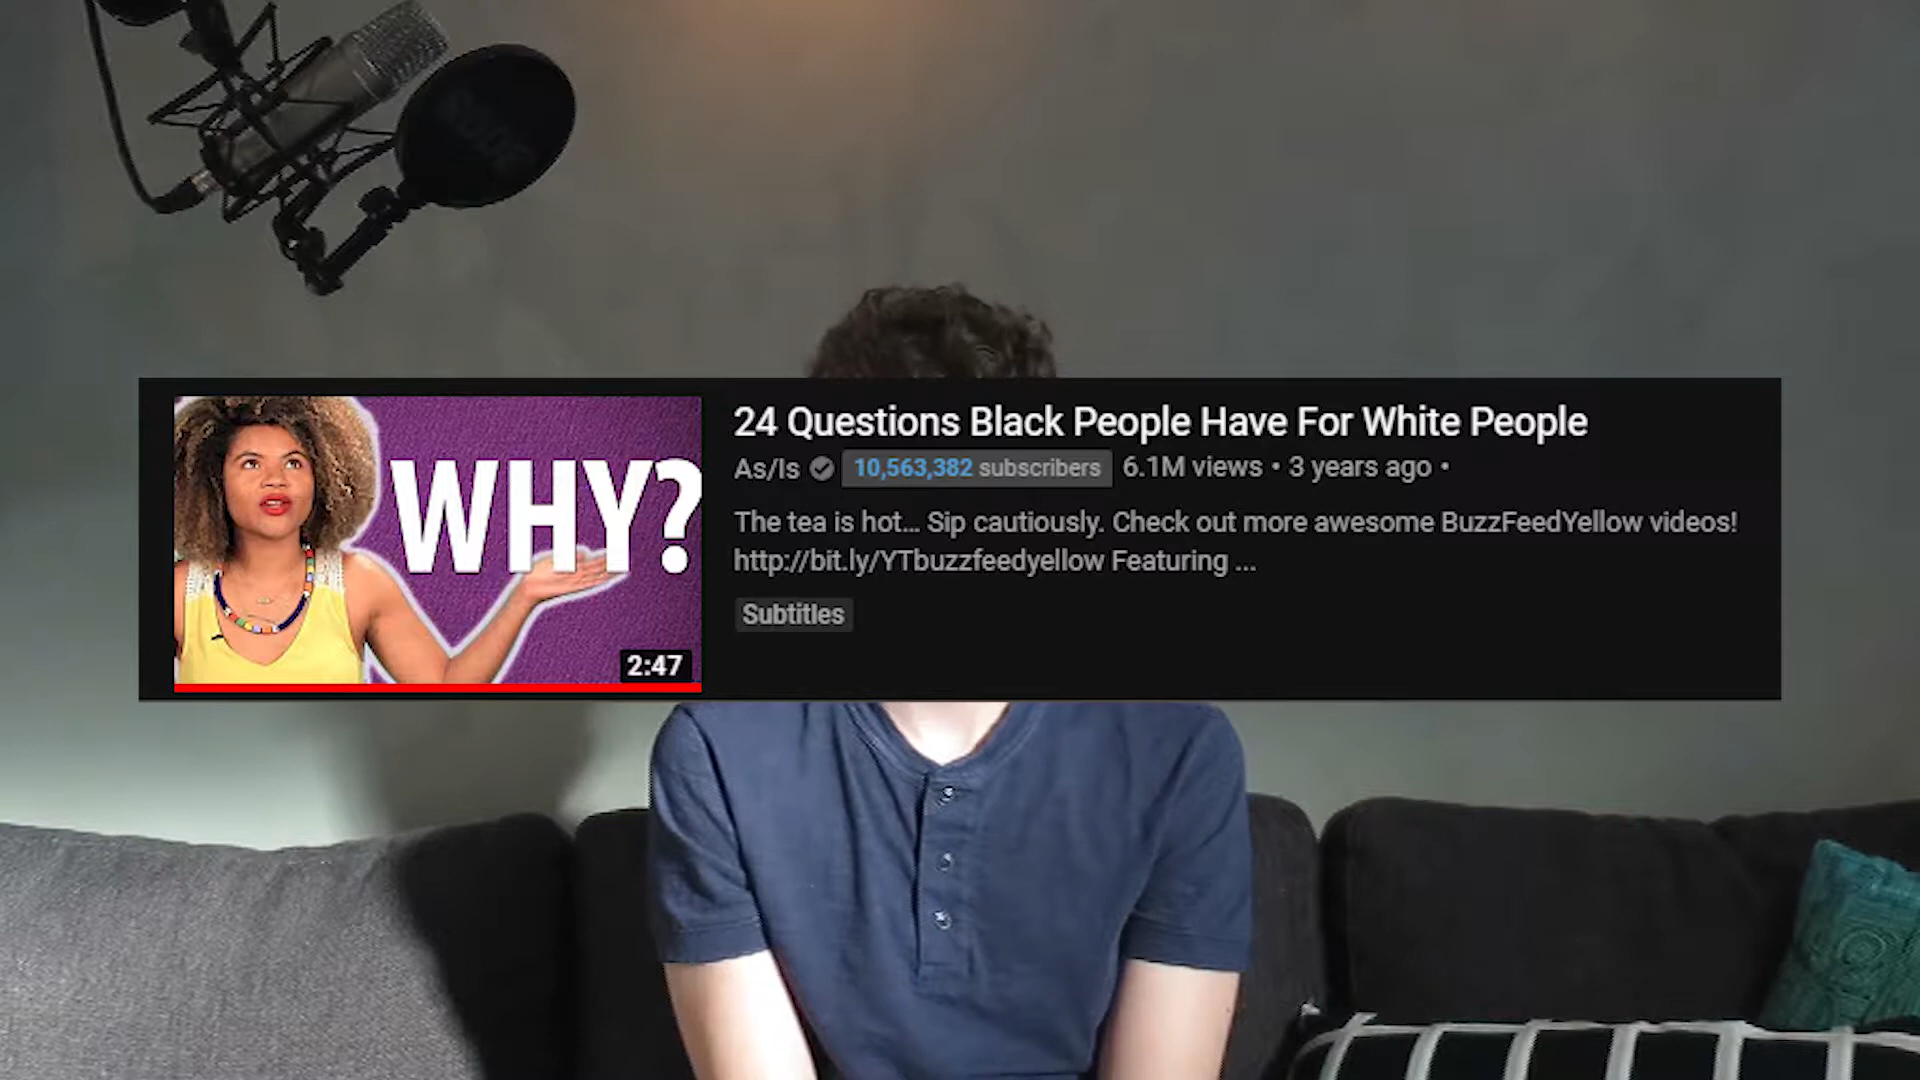 WHY?
2:47
24 Questions Black People Have For White People
As/Is 10,563,382 subscribers 6.1M views • 3 years ago •
The tea is hot... Sip cautiously. Check out more awesome BuzzFeedYellow videos!
http://bit.ly/YTbuzzfeedyellow Featuring ...
Subtitles